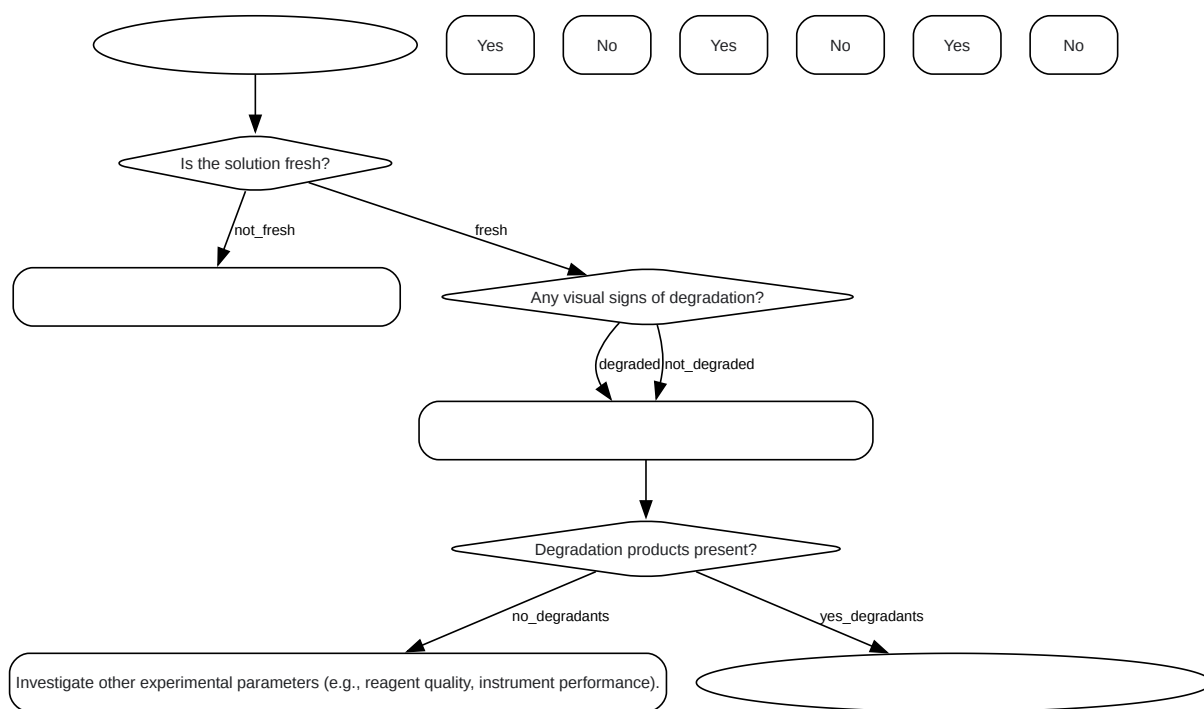 Yes
No
Yes
No
Yes
No
Is the solution fresh?
not_fresh
fresh
Any visual signs of degradation?
degraded
not_degraded
Degradation products present?
no_degradants
yes_degradants
Investigate other experimental parameters (e.g., reagent quality, instrument performance).